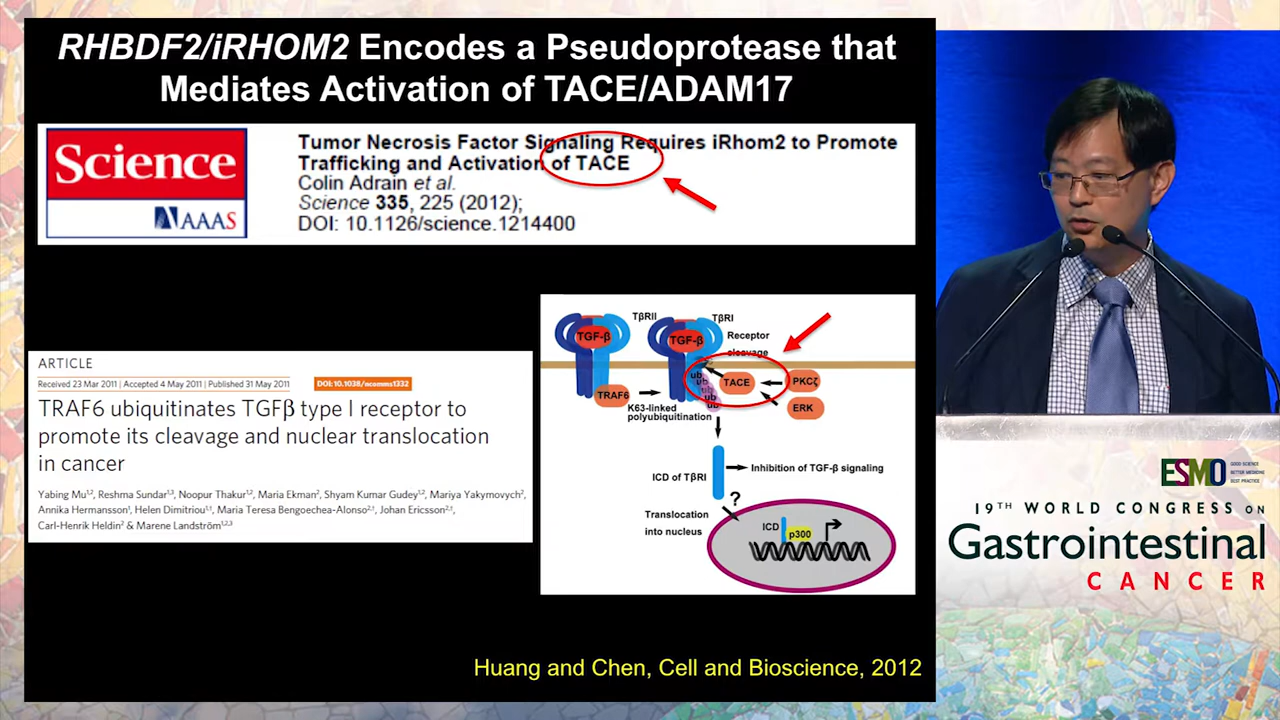 RHBDF2/iRHOM2 Encodes a Pseudoprotease that
Mediates Activation of TACE/ADAM17
Science
AAAS
Tumor Necrosis Factor Signaling Requires iRhom2 to Promote
Trafficking and Activation of TACE
Colin Adrain et al.
Science 335, 225 (2012);
DOI: 10.1126/science.1214400
ARTICLE
Received 23 Mar 2011 | Accepted 4 May 2011 | Published 31 May 2011
DOI: 10.1038/ncomms1332
TRAF6 ubiquitinates TGFβ type I receptor to
promote its cleavage and nuclear translocation
in cancer
Yabing Mu1,2, Reshma Sundar1,3, Noopur Thakur1,2, Maria Ekman2, Shyam Kumar Gudey1,2, Mariya Yakymovych2,
Annika Hermansson1, Helen Dimitriou1,†, Maria Teresa Bengoechea-Alonso2,†, Johan Ericsson2,†,
Carl-Henrik Heldin2 & Marene Landström1,2,3
TβRII
TβRI
TGF-β
TGF-β
Receptor
cleavage
TRAF6
ub
ub
ub
ub
TACE
PKCζ
ERK
K63-linked
polyubiquitination
ICD of TβRI
Inhibition of TGF-β signaling
?
Translocation
into nucleus
ICD
p300
Huang and Chen, Cell and Bioscience, 2012
ESMO
GOOD SCIENCE
BETTER MEDICINE
BEST PRACTICE
19TH WORLD CONGRESS ON
Gastrointestinal
CANCER